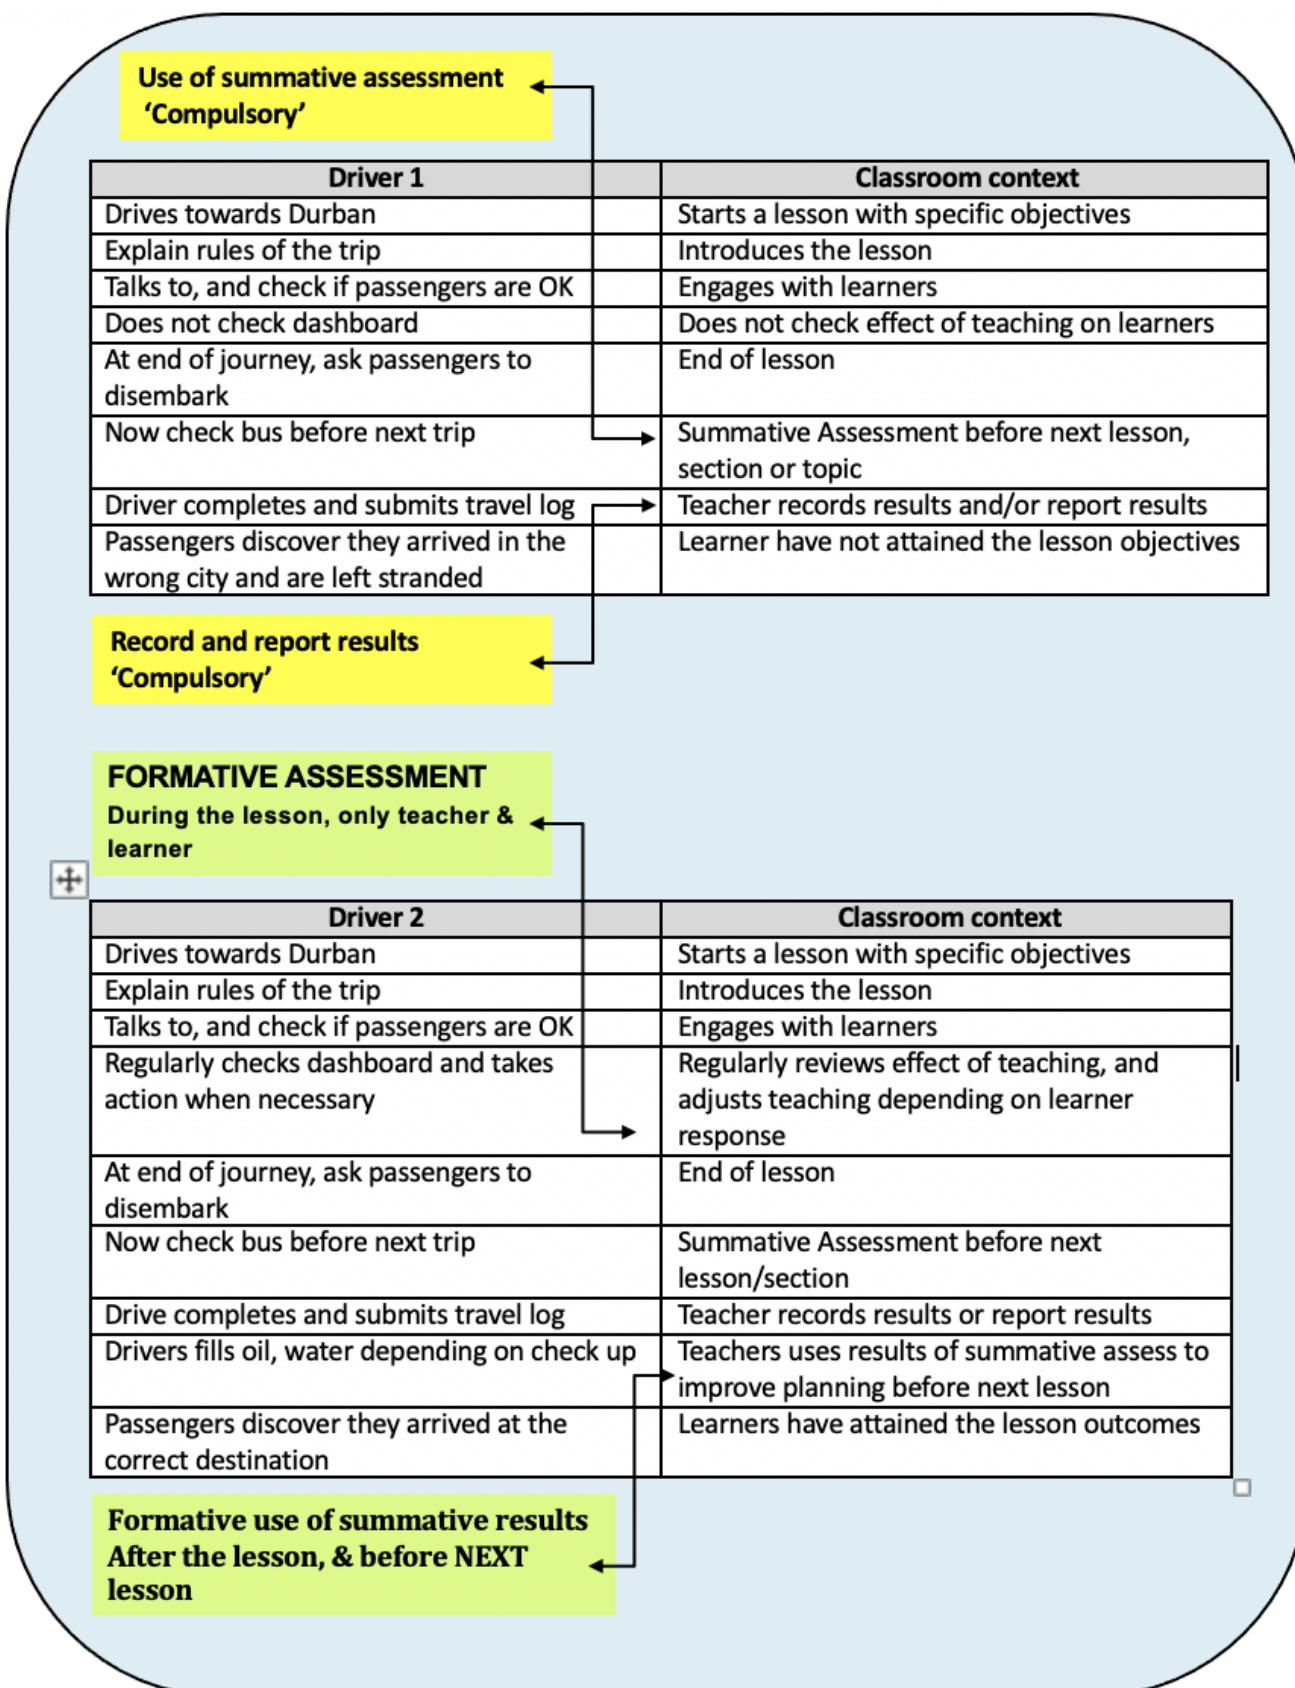 Use of summative assessment
‘Compulsory’
Driver 1 Classroom context
Drives towards Durban Starts a lesson with specific objectives
Explain rules of the trip Introduces the lesson
Talks to, and check if passengers are OK Engages with learners
Does not check dashboard Does not check effect of teaching on learners
At end of journey, ask passengers to End of lesson
disembark
Now check bus before next trip Summative Assessment before next lesson,
section or topic
Driver completes and submits travel log Teacher records results and/or report results
Passengers discover they arrived in the Learner have not attained the lesson objectives
wrong city and are left stranded
Record and report results
‘Compulsory’
FORMATIVE ASSESSMENT
During the lesson, only teacher &
learner
Driver 2 Classroom context
Drives towards Durban Starts a lesson with specific objectives
Explain rules of the trip Introduces the lesson
Talks to, and check if passengers are OK Engages with learners
Regularly checks dashboard and takes Regularly reviews effect of teaching, and
action when necessary adjusts teaching depending on learner
response
At end of journey, ask passengers to End of lesson
disembark
Now check bus before next trip Summative Assessment before next
lesson/section
Drive completes and submits travel log Teacher records results or report results
Drivers fills oil, water depending on check up Teachers uses results of summative assess to
improve planning before next lesson
Passengers discover they arrived at the Learners have attained the lesson outcomes
correct destination
Formative use of summative results
After the lesson, & before NEXT
lesson